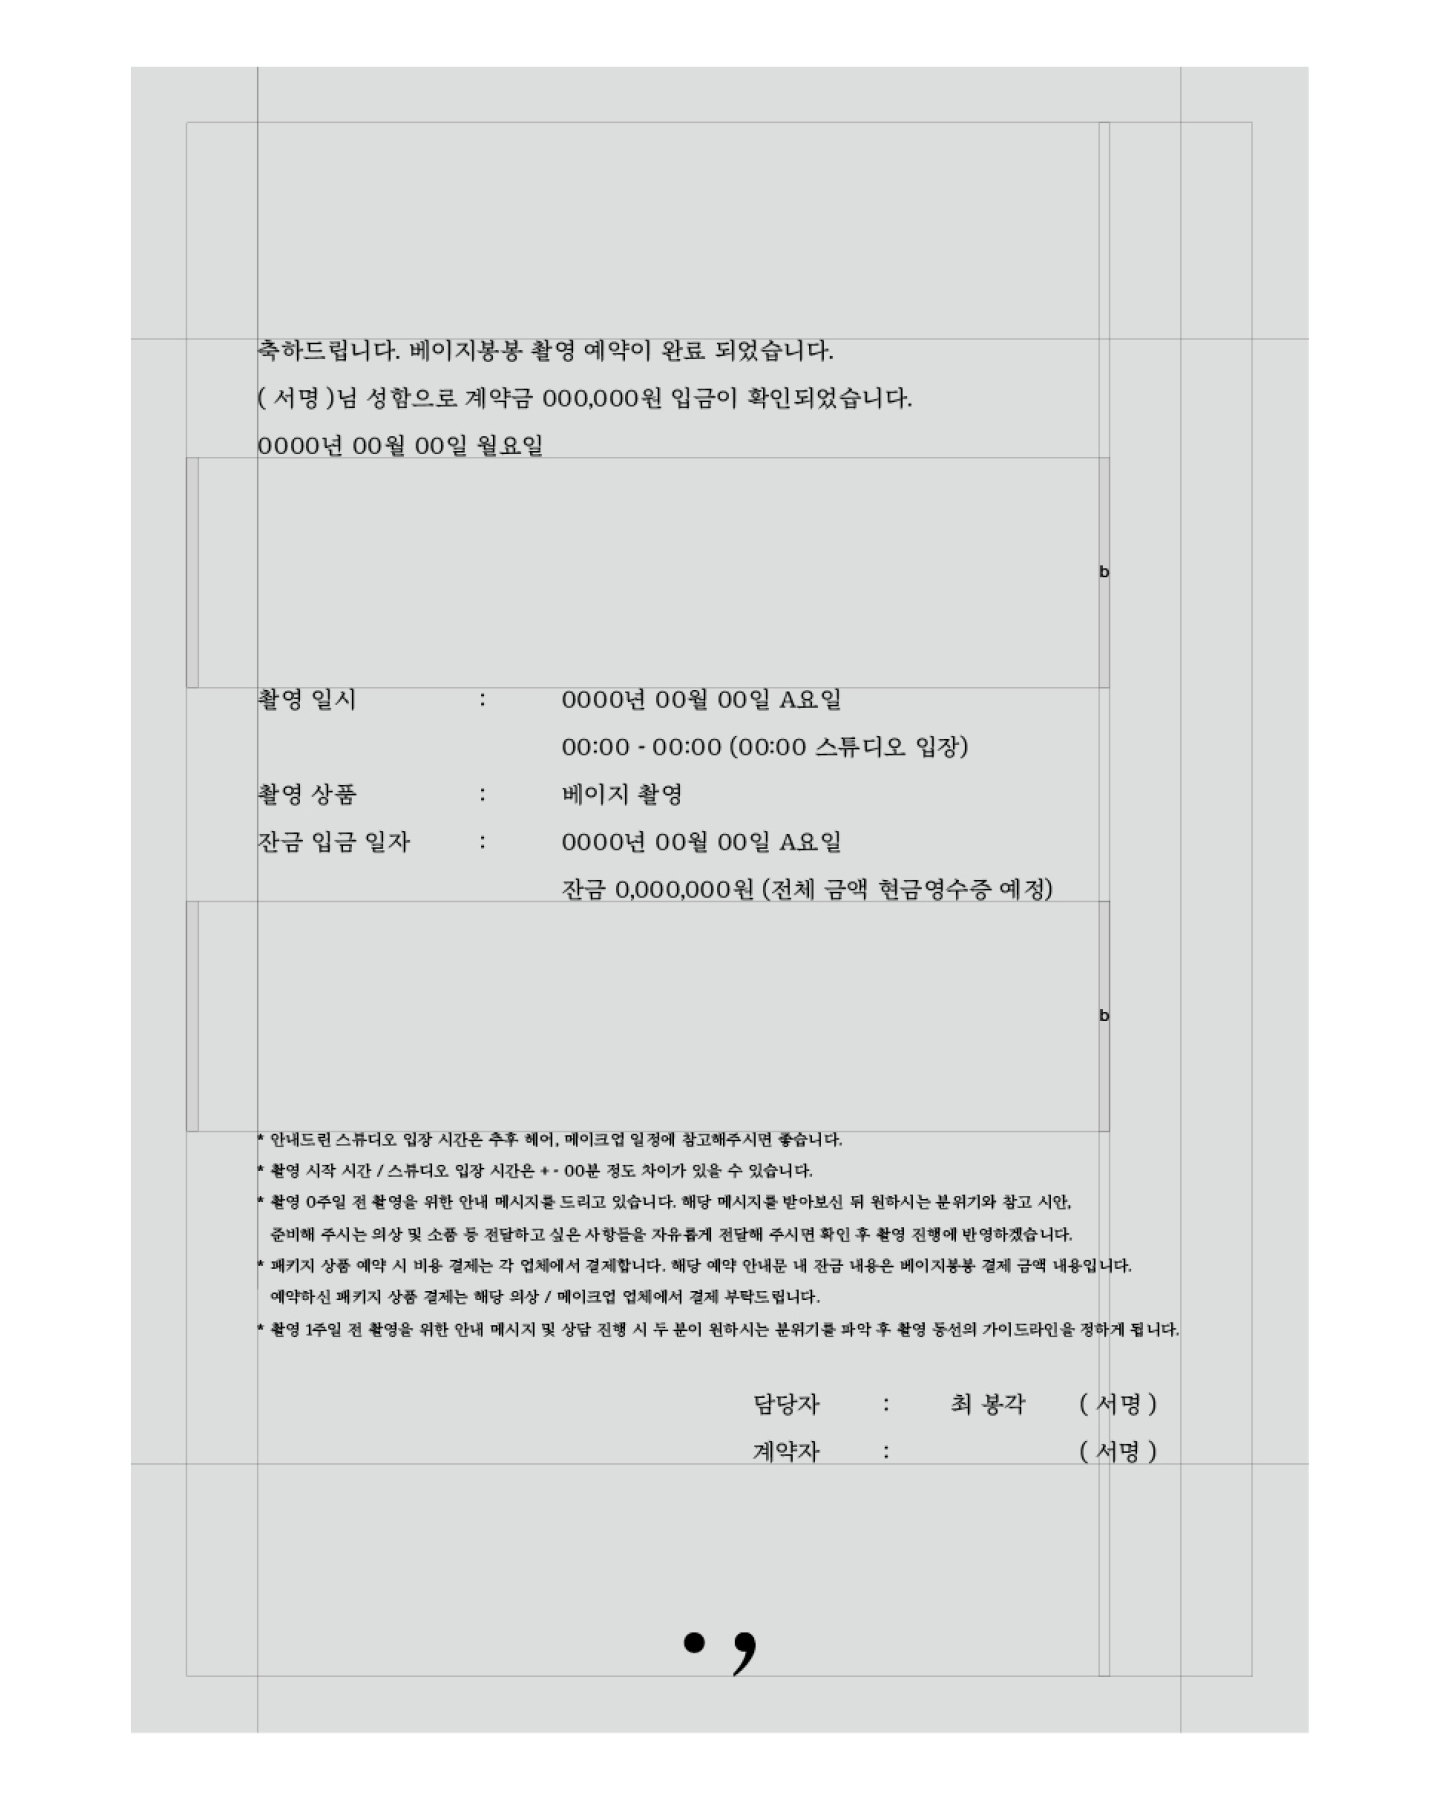 축하드립니다. 베이지봉봉 촬영 예약이 완료 되었습니다.
( 서명 )님 성함으로 계약금 000,000원 입금이 확인되었습니다.
0000년 00월 00일 월요일
b
촬영 일시 : 0000년 00월 00일 A요일
00:00 - 00:00 (00:00 스튜디오 입장)
촬영 상품 : 베이지 촬영
잔금 입금 일자 : 0000년 00월 00일 A요일
잔금 0,000,000원 (전체 금액 현금영수증 예정)
b
* 안내드린 스튜디오 입장 시간은 추후 헤어, 메이크업 일정에 참고해주시면 좋습니다.
* 촬영 시작 시간 / 스튜디오 입장 시간은 + - 00분 정도 차이가 있을 수 있습니다.
* 촬영 0주일 전 촬영을 위한 안내 메시지를 드리고 있습니다. 해당 메시지를 받아보신 뒤 원하시는 분위기와 참고 시안,
준비해 주시는 의상 및 소품 등 전달하고 싶은 사항들을 자유롭게 전달해 주시면 확인 후 촬영 진행에 반영하겠습니다.
* 패키지 상품 예약 시 비용 결제는 각 업체에서 결제합니다. 해당 예약 안내문 내 잔금 내용은 베이지봉봉 결제 금액 내용입니다.
예약하신 패키지 상품 결제는 해당 의상 / 메이크업 업체에서 결제 부탁드립니다.
* 촬영 1주일 전 촬영을 위한 안내 메시지 및 상담 진행 시 두 분이 원하시는 분위기를 파악 후 촬영 동선의 가이드라인을 정하게 됩니다.
담당자 : 최 봉각 ( 서명 )
계약자 : ( 서명 )